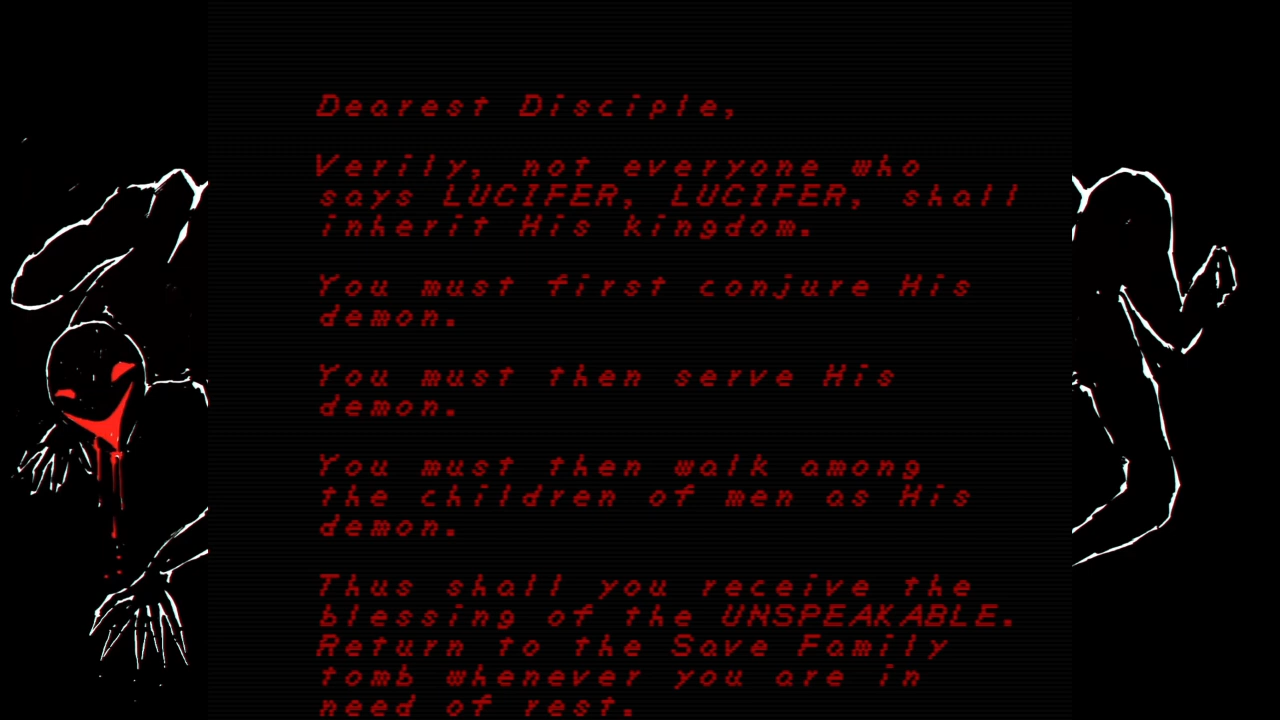 Dearest Disciple,
Verily, not everyone who
says LUCIFER, LUCIFER, shall
inherit His kingdom.
You must first conjure His
demon.
You must then serve His
demon.
You must then walk among
the children of men as His
demon.
Thus shall you receive the
blessing of the UNSPEAKABLE.
Return to the Save Family
tomb whenever you are in
need of rest.